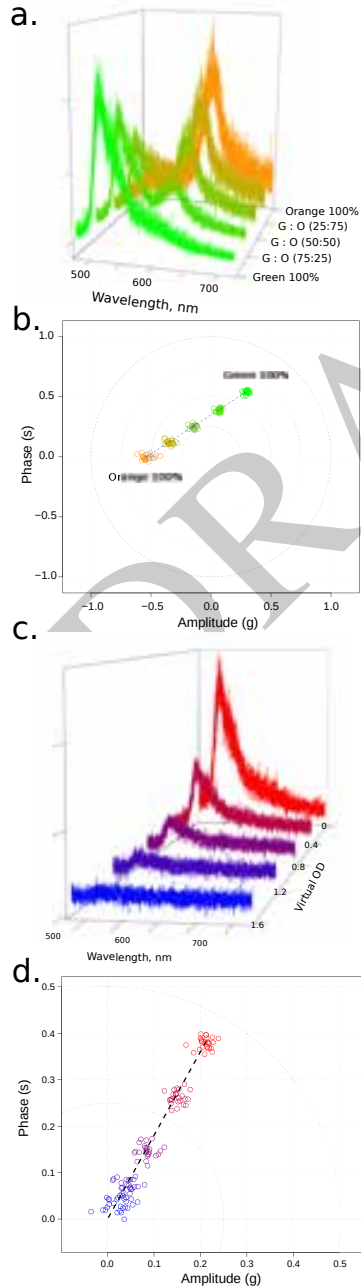 a.
Orange 100%
G : O (25:75)
G : O (50:50)
G : O (75:25)
Green 100%
500
600
700
Wavelength, nm
b.
1.0
0.5
0.0
−0.5
−1.0
Phase (s)
Green 100%
Orange 100%
−1.0 −0.5 0.0 0.5 1.0
Amplitude (g)
c.
0
0.4
0.8
1.2
1.6
Virtual OD
500
600
700
Wavelength, nm
d.
0.5
0.4
0.3
0.2
0.1
0.0
Phase (s)
0.0 0.1 0.2 0.3 0.4 0.5
Amplitude (g)